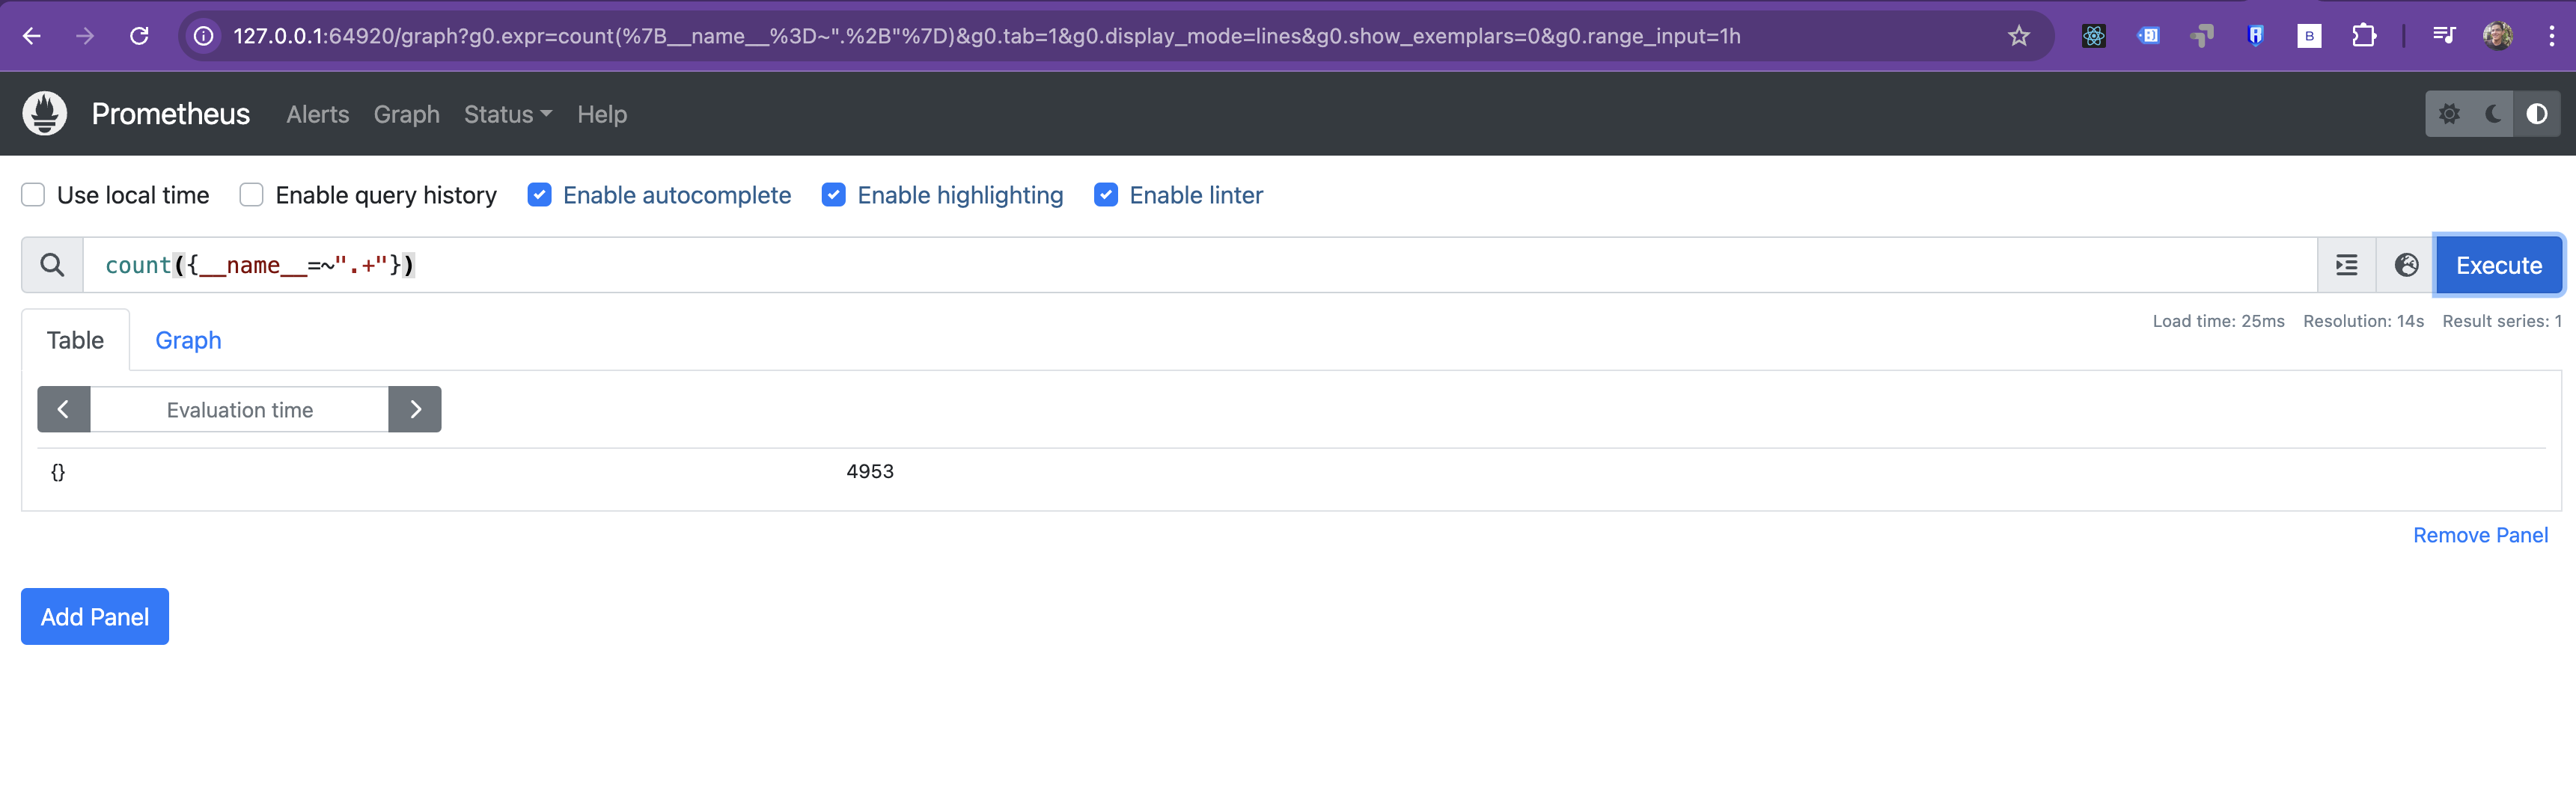 127.0.0.1:64920/graph?g0.expr=count(%7B__name__%3D~".%2B"%7D)&g0.tab=1&g0.display_mode=lines&g0.show_exemplars=0&g0.range_input=1h
B
Prometheus Alerts Graph Status Help
Use local time Enable query history Enable autocomplete Enable highlighting Enable linter
count({__name__=~".+"}) Execute
Table Graph Load time: 25ms Resolution: 14s Result series: 1
Evaluation time
{} 4953
Remove Panel
Add Panel